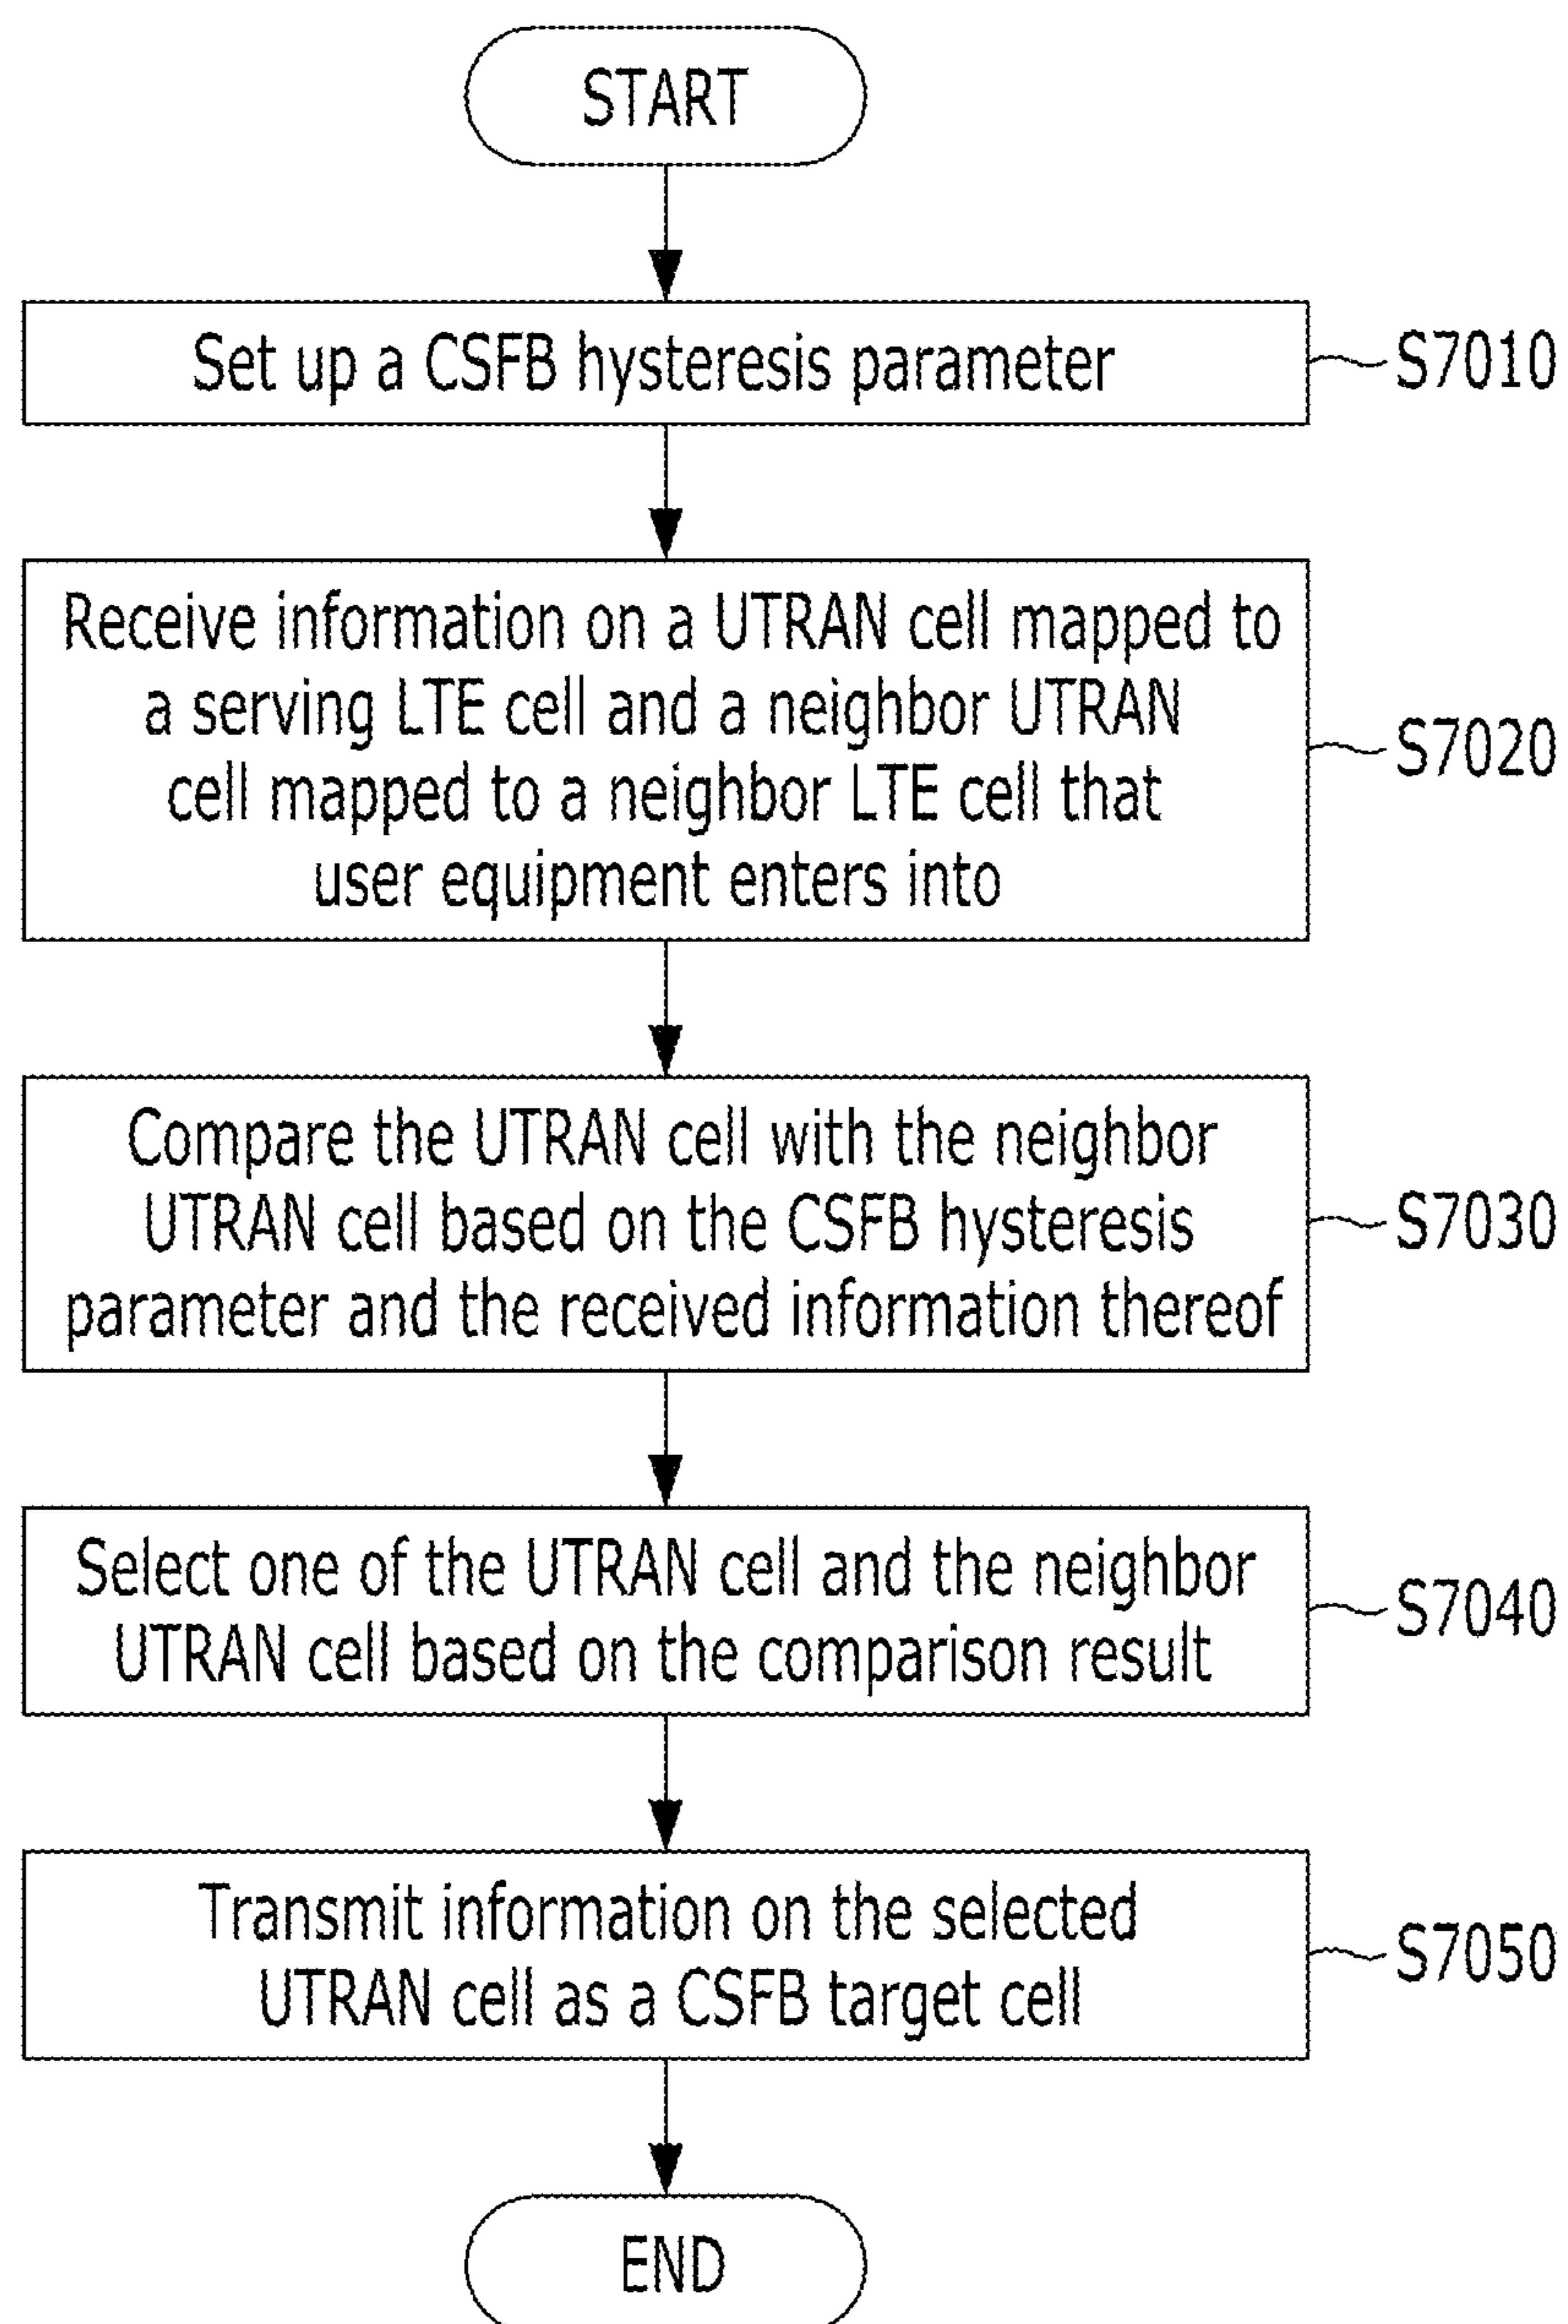 START
Set up a CSFB hysteresis parameter
S7010
Receive information on a UTRAN cell mapped to
a serving LTE cell and a neighbor UTRAN
cell mapped to a neighbor LTE cell that
user equipment enters into
S7020
Compare the UTRAN cell with the neighbor
UTRAN cell based on the CSFB hysteresis
parameter and the received information thereof
S7030
Select one of the UTRAN cell and the neighbor
UTRAN cell based on the comparison result
S7040
Transmit information on the selected
UTRAN cell as a CSFB target cell
S7050
END